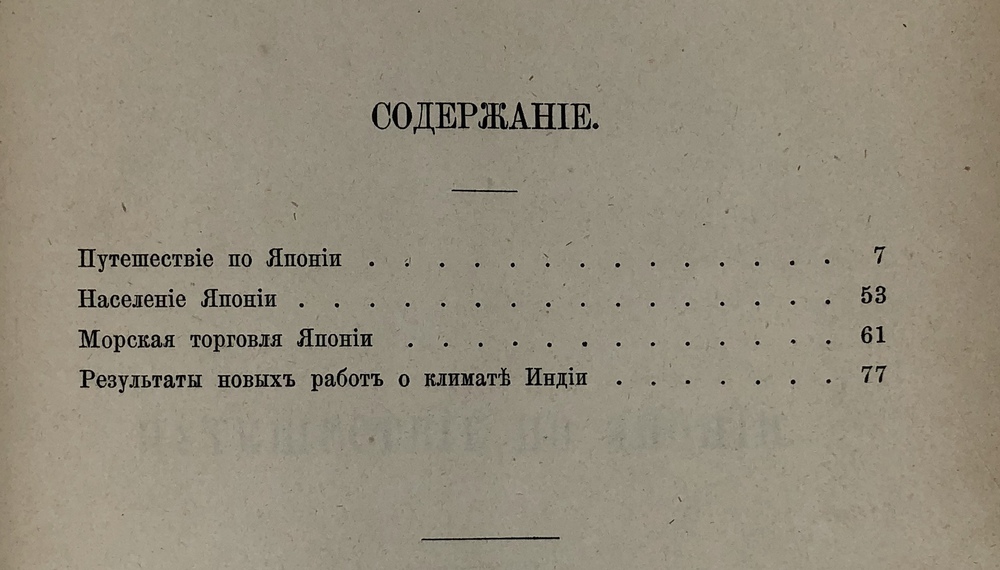 СОДЕРЖАНІЕ.
Путешествіе по Японіи . . . . . . . . . . . . . . 7
Населеніе Японіи . . . . . . . . . . . . . . . . 53
Морская торговля Японіи . . . . . . . . . . . . . 61
Результаты новыхъ работъ о климатѣ Индіи . . . . . . . 77